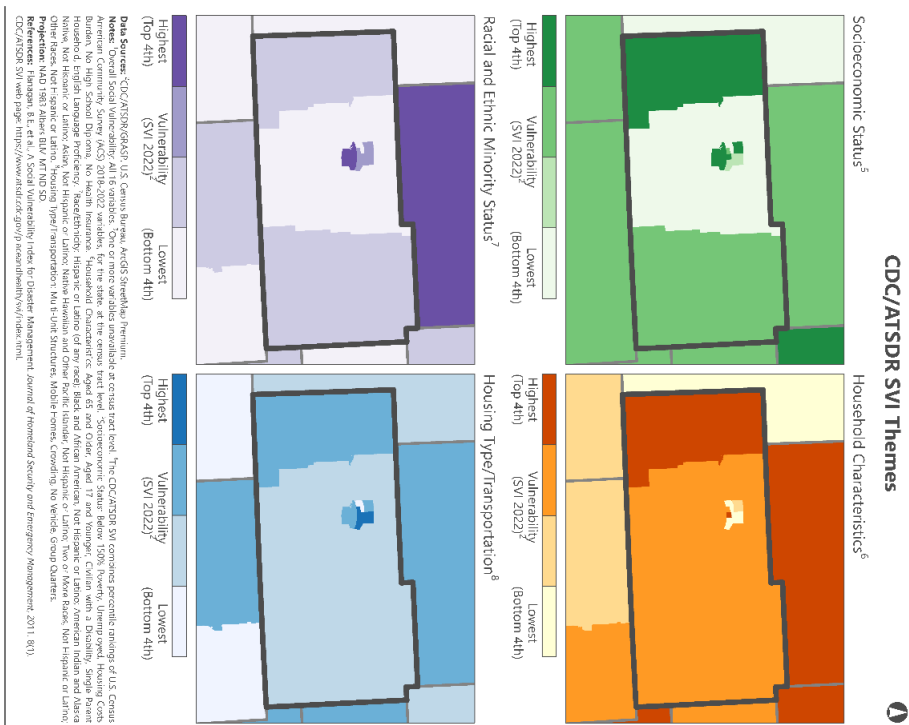 CDC/ATSDR SVI Themes
Socioeconomic Status⁵
Highest
(Top 4th)
Vulnerability
(SVI 2022)²
Lowest
(Bottom 4th)
Household Characteristics⁶
Highest
(Top 4th)
Vulnerability
(SVI 2022)²
Lowest
(Bottom 4th)
Racial and Ethnic Minority Status⁷
Highest
(Top 4th)
Vulnerability
(SVI 2022)²
Lowest
(Bottom 4th)
Housing Type/Transportation⁸
Highest
(Top 4th)
Vulnerability
(SVI 2022)²
Lowest
(Bottom 4th)
Data Sources: ²CDC/ATSDR/GRASP, U.S. Census Bureau, ArcGIS StreetMap Premium.
Notes: ¹Overall Social Vulnerability: All 16 variables. ³One or more variables unavailable at census tract level. ⁴The CDC/ATSDR SVI combines percentile rankings of U.S. Census
American Community Survey (ACS) 2018-2022 variables, for the state, at the census tract level. ⁵Socioeconomic Status: Below 150% Poverty, Unemployed, Housing Costs
Burden, No High School Diploma, No Health Insurance. ⁶Household Characteristics: Aged 65 and Older, Aged 17 and Younger, Civilian with a Disability, Single Parent
Household, English Language Proficiency. ⁷Race/Ethnicity: Hispanic or Latino (of any race); Black and African American, Not Hispanic or Latino; American Indian and Alaska
Native, Not Hispanic or Latino; Asian, Not Hispanic or Latino; Native Hawaiian and Other Pacific Islander, Not Hispanic or Latino; Two or More Races, Not Hispanic or Latino;
Other Races, Not Hispanic or Latino. ⁸Housing Type/Transportation: Multi-Unit Structures, Mobile Homes, Crowding, No Vehicle, Group Quarters.
Projection: NAD 1983 Albers BLM MT ND SD.
References: Flanagan, B.E., et al., A Social Vulnerability Index for Disaster Management. Journal of Homeland Security and Emergency Management, 2011. 8(1).
CDC/ATSDR SVI web page: https://www.atsdr.cdc.gov/placeandhealth/svi/index.html.